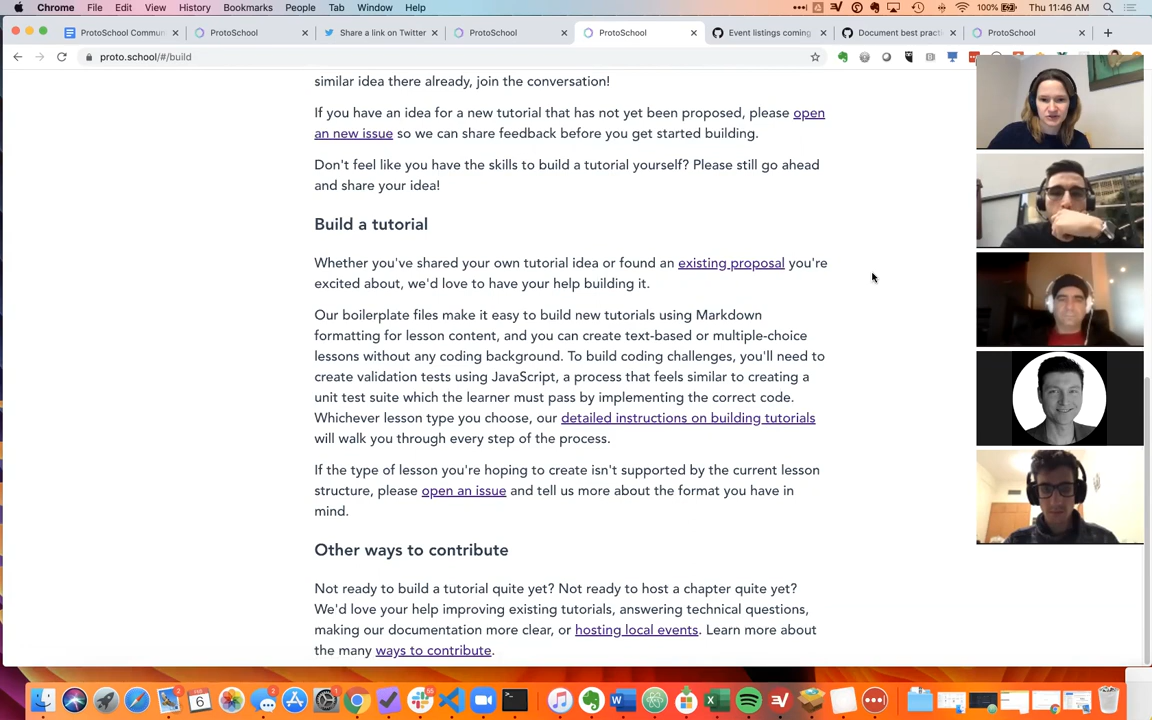 Chrome File Edit View History Bookmarks People Tab Window Help 100% Thu 11:46 AM
ProtoSchool Commun ProtoSchool Share a link on Twitter ProtoSchool ProtoSchool Event listings coming Document best practi ProtoSchool
proto.school/#/build
similar idea there already, join the conversation!
If you have an idea for a new tutorial that has not yet been proposed, please open
an new issue so we can share feedback before you get started building.
Don't feel like you have the skills to build a tutorial yourself? Please still go ahead
and share your idea!
Build a tutorial
Whether you've shared your own tutorial idea or found an existing proposal you're
excited about, we'd love to have your help building it.
Our boilerplate files make it easy to build new tutorials using Markdown
formatting for lesson content, and you can create text-based or multiple-choice
lessons without any coding background. To build coding challenges, you'll need to
create validation tests using JavaScript, a process that feels similar to creating a
unit test suite which the learner must pass by implementing the correct code.
Whichever lesson type you choose, our detailed instructions on building tutorials
will walk you through every step of the process.
If the type of lesson you're hoping to create isn't supported by the current lesson
structure, please open an issue and tell us more about the format you have in
mind.
Other ways to contribute
Not ready to build a tutorial quite yet? Not ready to host a chapter quite yet?
We'd love your help improving existing tutorials, answering technical questions,
making our documentation more clear, or hosting local events. Learn more about
the many ways to contribute.